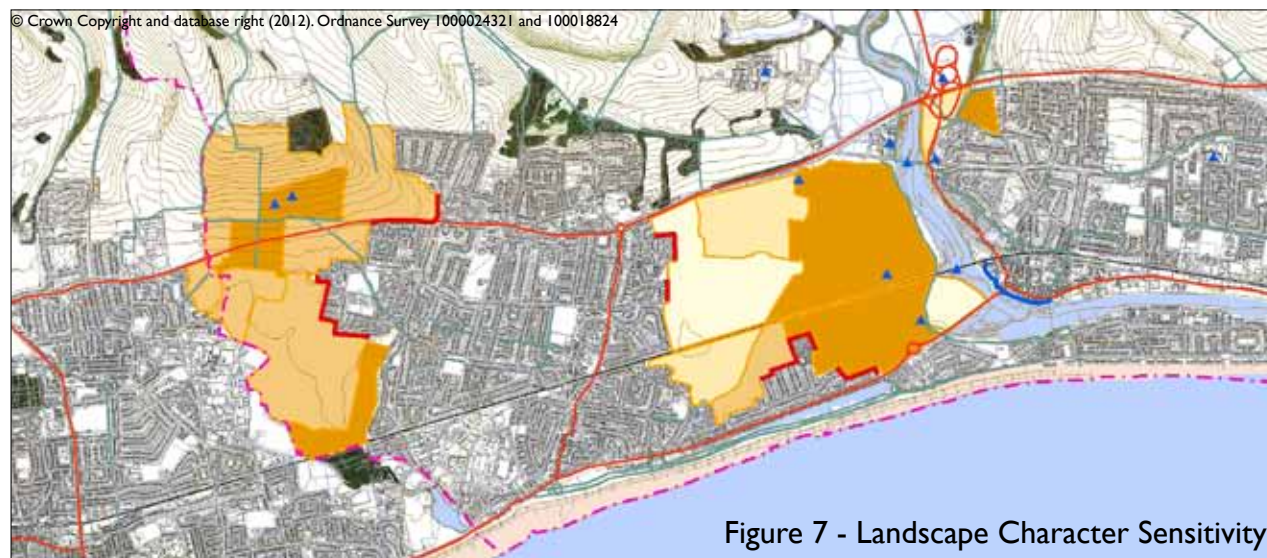 © Crown Copyright and database right (2012). Ordnance Survey 1000024321 and 100018824
Figure 7 - Landscape Character Sensitivity